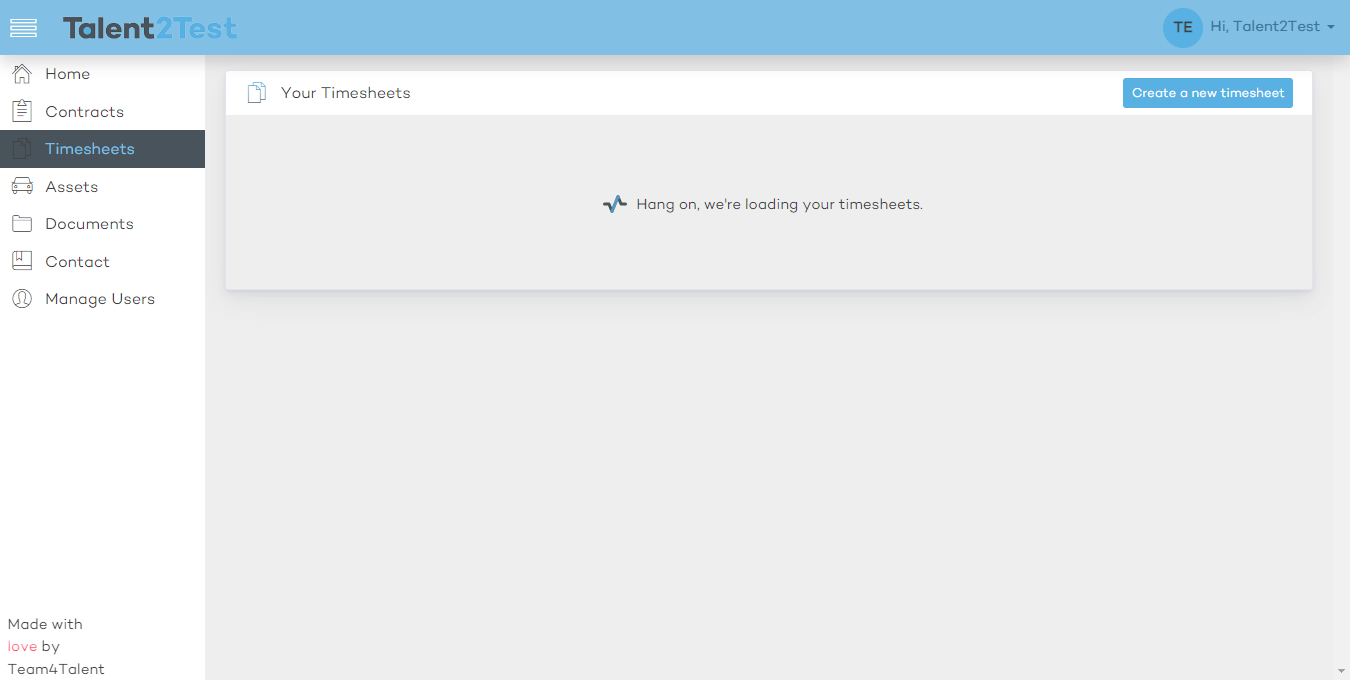 Talent2Test
TE Hi, Talent2Test
Home
Contracts
Timesheets
Assets
Documents
Contact
Manage Users
Your Timesheets
Create a new timesheet
Hang on, we're loading your timesheets.
Made with
love by
Team4Talent